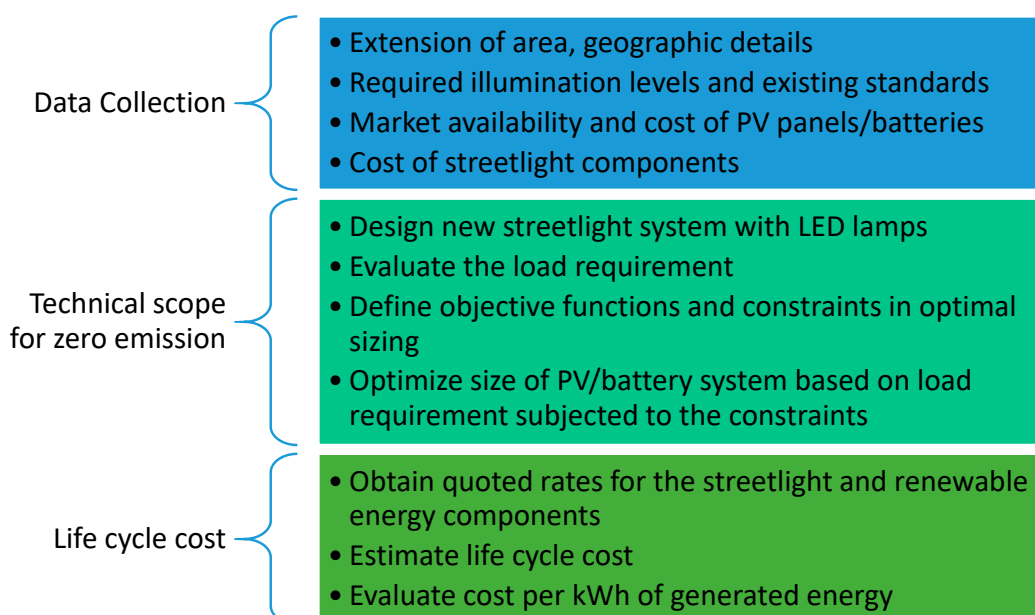 Data Collection
• Extension of area, geographic details
• Required illumination levels and existing standards
• Market availability and cost of PV panels/batteries
• Cost of streetlight components
Technical scope
for zero emission
• Design new streetlight system with LED lamps
• Evaluate the load requirement
• Define objective functions and constraints in optimal
sizing
• Optimize size of PV/battery system based on load
requirement subjected to the constraints
Life cycle cost
• Obtain quoted rates for the streetlight and renewable
energy components
• Estimate life cycle cost
• Evaluate cost per kWh of generated energy